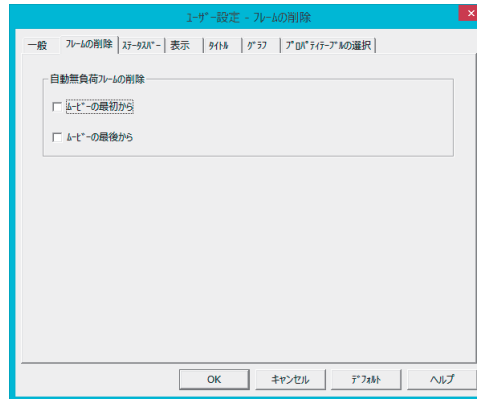 ﾕｰｻﾞｰ設定 - ﾌﾚｰﾑの削除
×
一般 ﾌﾚｰﾑの削除 ｽﾃｰﾀｽﾊﾞｰ 表示 ﾀｲﾄﾙ ｸﾞﾗﾌ ﾌﾟﾛﾊﾟﾃｨﾃｰﾌﾞﾙの選択
自動無負荷ﾌﾚｰﾑの削除
ﾑｰﾋﾞｰの最初から
ﾑｰﾋﾞｰの最後から
OK ｷｬﾝｾﾙ ﾃﾞﾌｫﾙﾄ ﾍﾙﾌﾟ